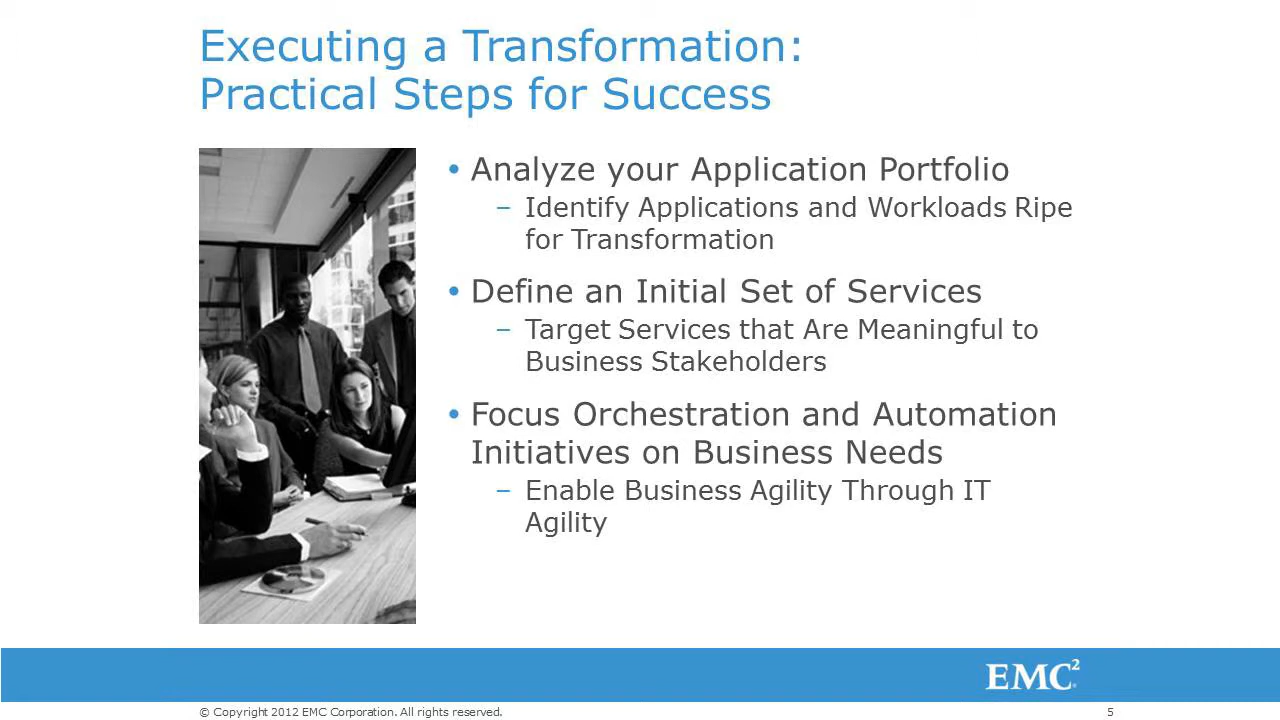 Executing a Transformation:
Practical Steps for Success
• Analyze your Application Portfolio
– Identify Applications and Workloads Ripe
for Transformation
• Define an Initial Set of Services
– Target Services that Are Meaningful to
Business Stakeholders
• Focus Orchestration and Automation
Initiatives on Business Needs
– Enable Business Agility Through IT
Agility
EMC²
© Copyright 2012 EMC Corporation. All rights reserved.
5